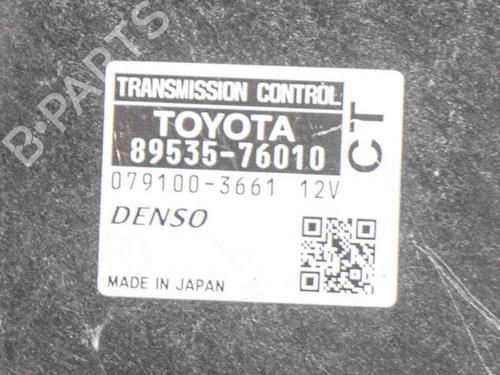 B·PARTS
TRANSMISSION CONTROL
TOYOTA
89535-76010
CT
079100-3661 12V
DENSO
MADE IN JAPAN